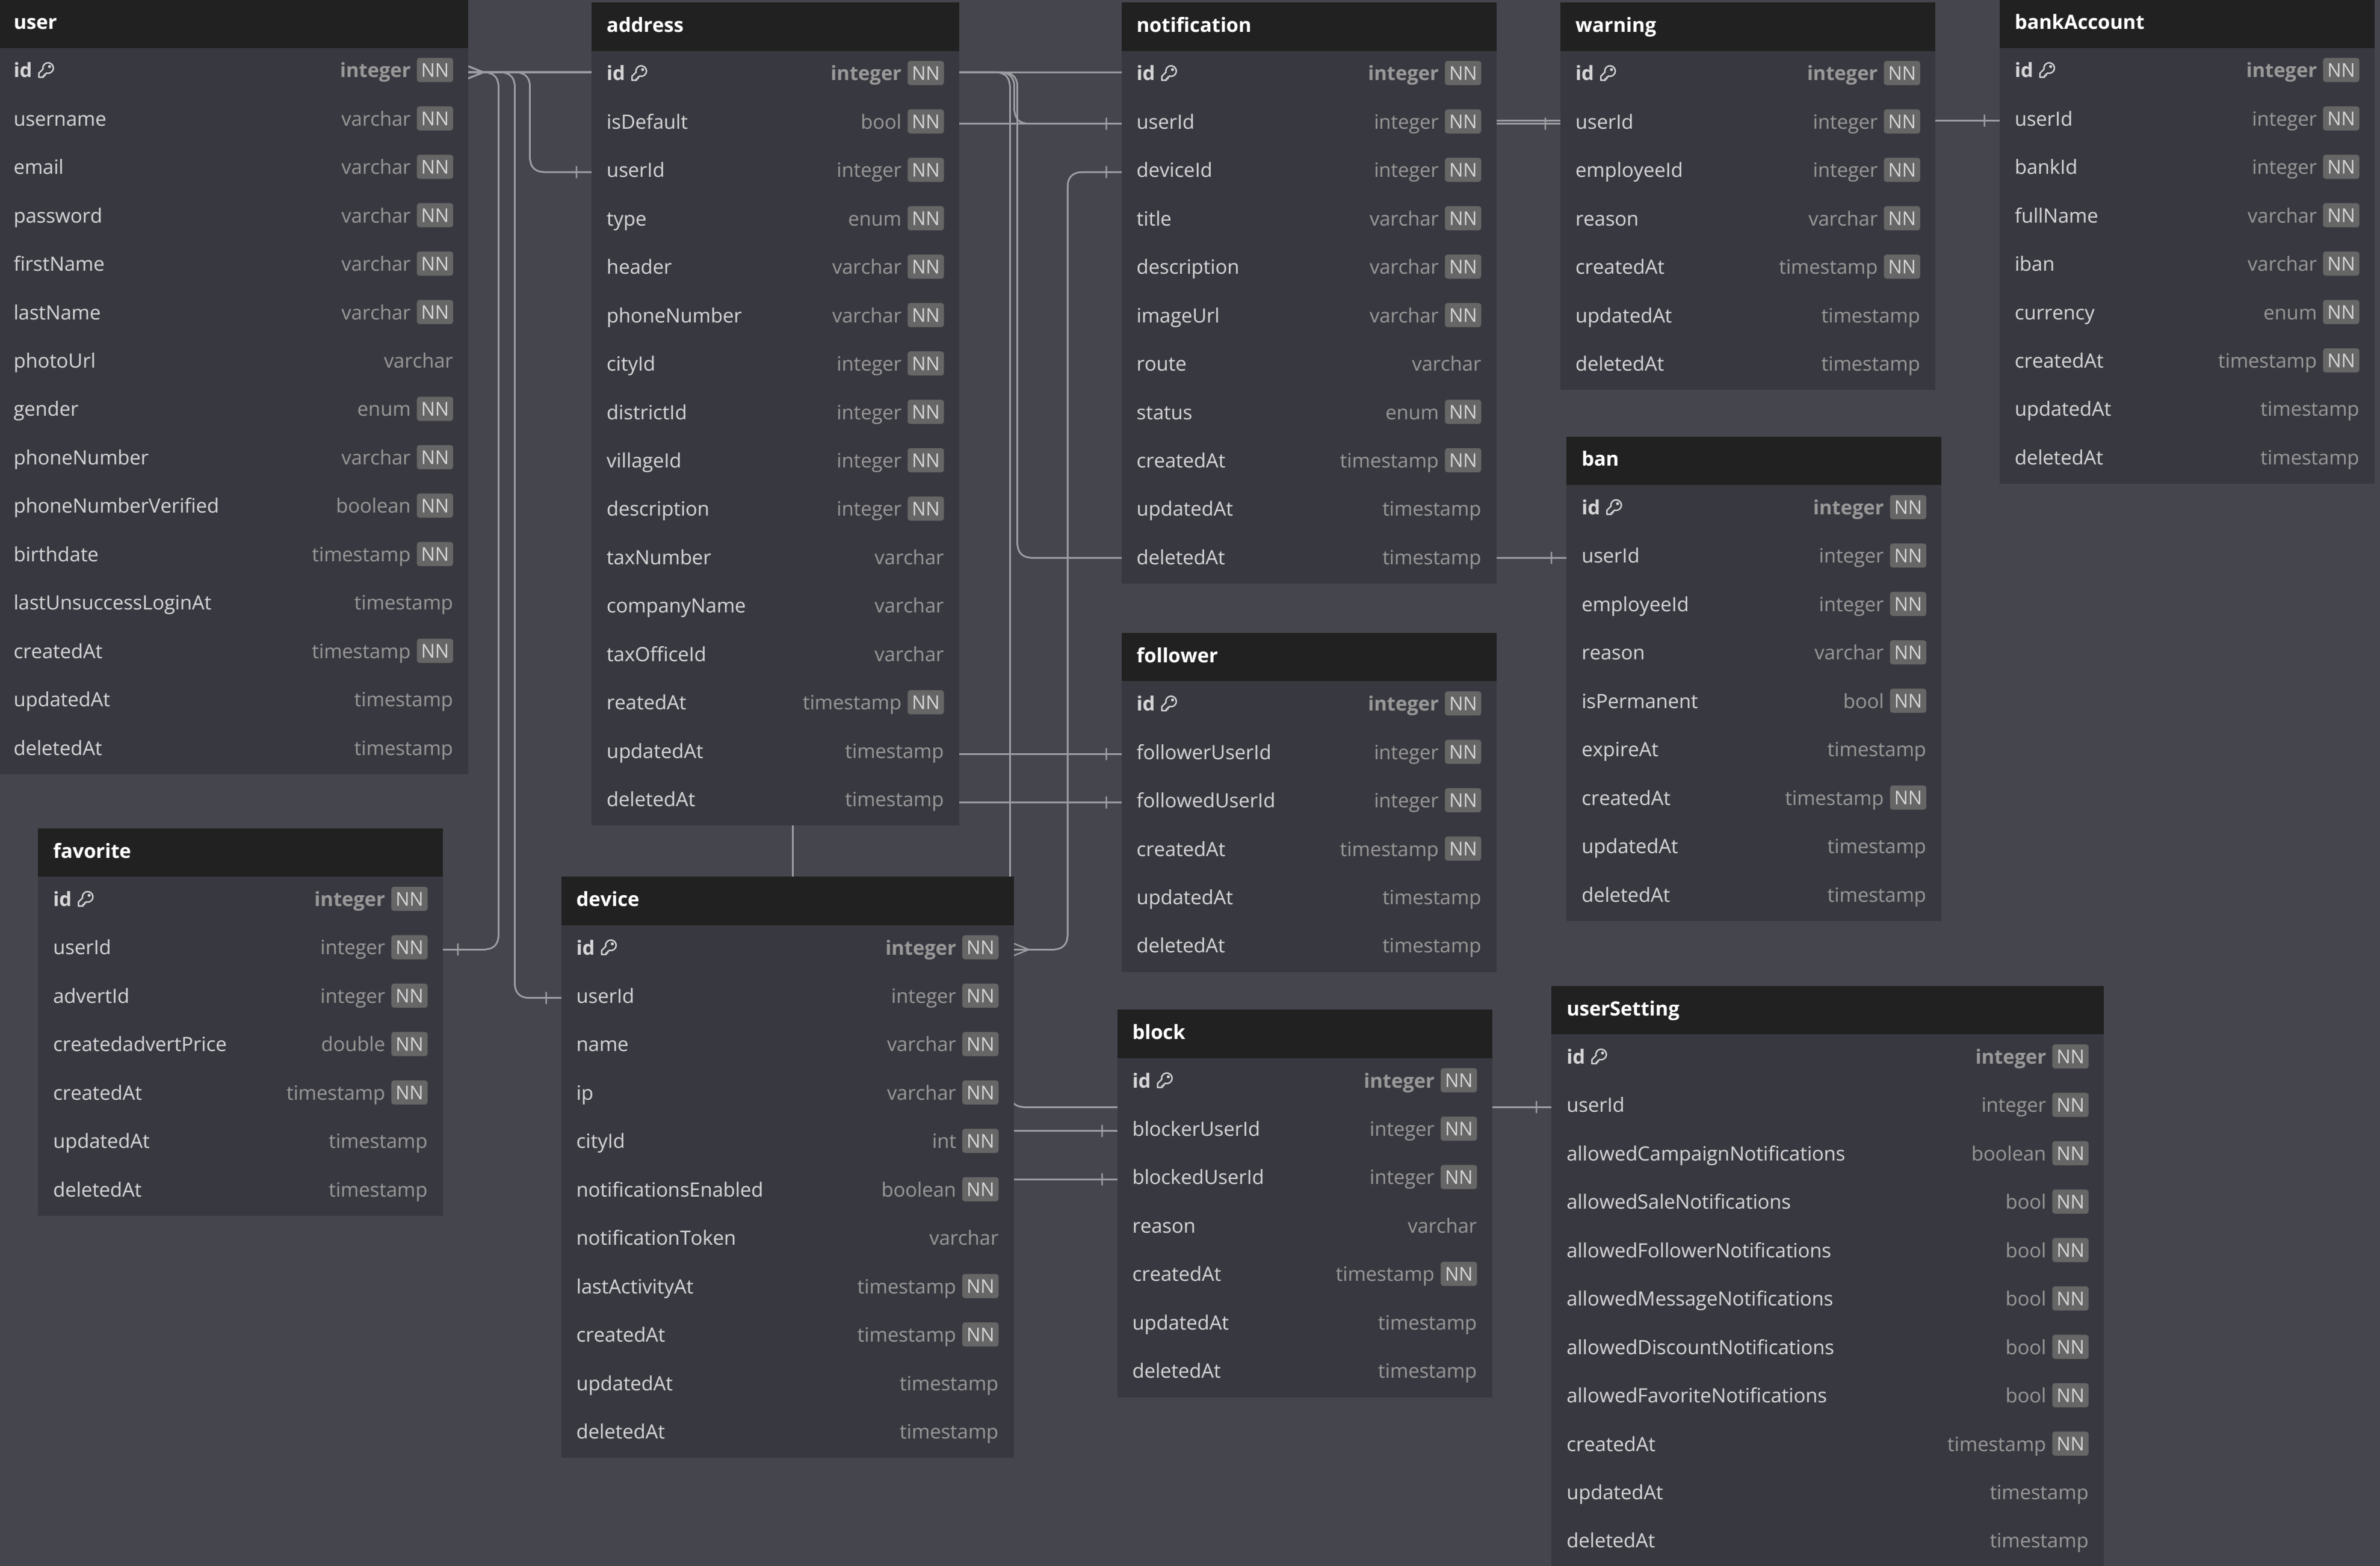 user
id integer NN
username varchar NN
email varchar NN
password varchar NN
firstName varchar NN
lastName varchar NN
photoUrl varchar
gender enum NN
phoneNumber varchar NN
phoneNumberVerified boolean NN
birthdate timestamp NN
lastUnsuccessLoginAt timestamp
createdAt timestamp NN
updatedAt timestamp
deletedAt timestamp
favorite
id integer NN
userId integer NN
advertId integer NN
createdadvertPrice double NN
createdAt timestamp NN
updatedAt timestamp
deletedAt timestamp
address
id integer NN
isDefault bool NN
userId integer NN
type enum NN
header varchar NN
phoneNumber varchar NN
cityId integer NN
districtId integer NN
villageId integer NN
description integer NN
taxNumber varchar
companyName varchar
taxOfficeId varchar
reatedAt timestamp NN
updatedAt timestamp
deletedAt timestamp
device
id integer NN
userId integer NN
name varchar NN
ip varchar NN
cityId int NN
notificationsEnabled boolean NN
notificationToken varchar
lastActivityAt timestamp NN
createdAt timestamp NN
updatedAt timestamp
deletedAt timestamp
notification
id integer NN
userId integer NN
deviceId integer NN
title varchar NN
description varchar NN
imageUrl varchar NN
route varchar
status enum NN
createdAt timestamp NN
updatedAt timestamp
deletedAt timestamp
follower
id integer NN
followerUserId integer NN
followedUserId integer NN
createdAt timestamp NN
updatedAt timestamp
deletedAt timestamp
block
id integer NN
blockerUserId integer NN
blockedUserId integer NN
reason varchar
createdAt timestamp NN
updatedAt timestamp
deletedAt timestamp
warning
id integer NN
userId integer NN
employeeId integer NN
reason varchar NN
createdAt timestamp NN
updatedAt timestamp
deletedAt timestamp
ban
id integer NN
userId integer NN
employeeId integer NN
reason varchar NN
isPermanent bool NN
expireAt timestamp
createdAt timestamp NN
updatedAt timestamp
deletedAt timestamp
userSetting
id integer NN
userId integer NN
allowedCampaignNotifications boolean NN
allowedSaleNotifications bool NN
allowedFollowerNotifications bool NN
allowedMessageNotifications bool NN
allowedDiscountNotifications bool NN
allowedFavoriteNotifications bool NN
createdAt timestamp NN
updatedAt timestamp
deletedAt timestamp
bankAccount
id integer NN
userId integer NN
bankId integer NN
fullName varchar NN
iban varchar NN
currency enum NN
createdAt timestamp NN
updatedAt timestamp
deletedAt timestamp